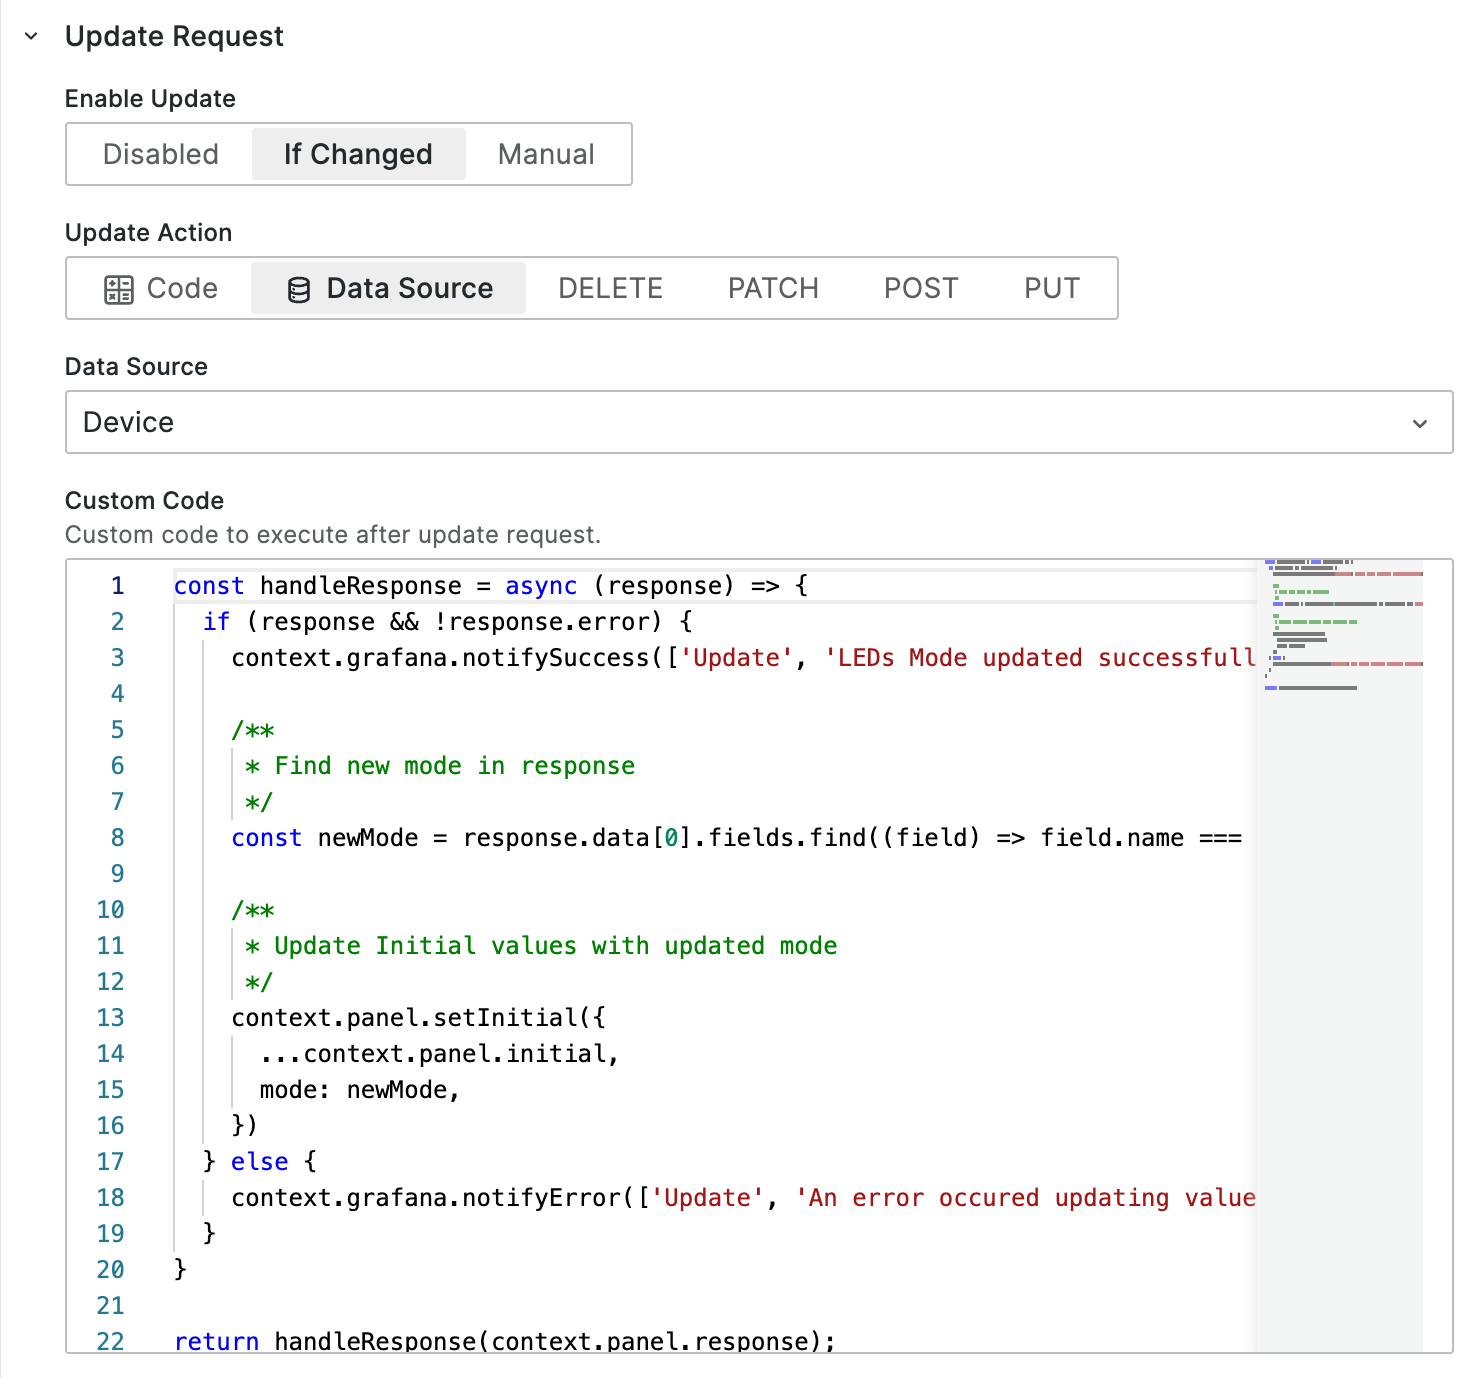 Update Request
Enable Update
Disabled If Changed Manual
Update Action
Code Data Source DELETE PATCH POST PUT
Data Source
Device
Custom Code
Custom code to execute after update request.
1 const handleResponse = async (response) => {
2 if (response && !response.error) {
3 context.grafana.notifySuccess(['Update', 'LEDs Mode updated successfull
4
5 /**
6 * Find new mode in response
7 */
8 const newMode = response.data[0].fields.find((field) => field.name ===
9
10 /**
11 * Update Initial values with updated mode
12 */
13 context.panel.setInitial({
14 ...context.panel.initial,
15 mode: newMode,
16 })
17 } else {
18 context.grafana.notifyError(['Update', 'An error occured updating value
19 }
20 }
21
22 return handleResponse(context.panel.response);